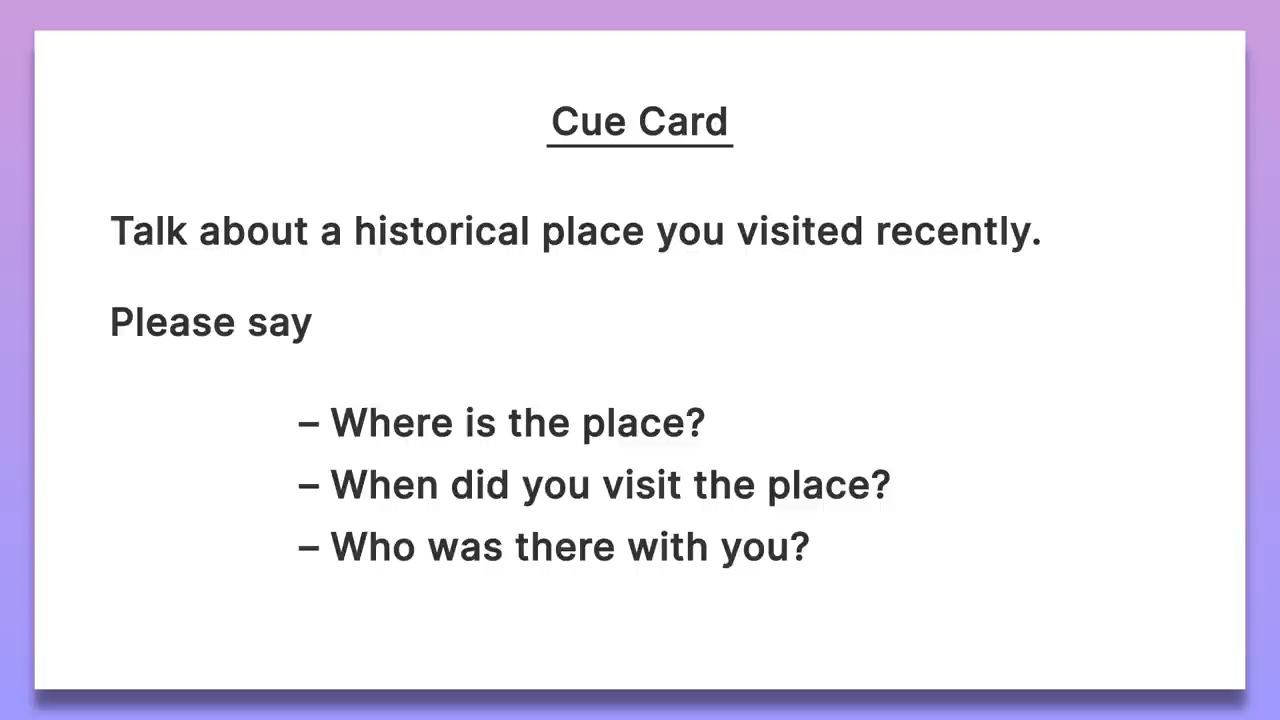 Cue Card
Talk about a historical place you visited recently.
Please say
– Where is the place?
– When did you visit the place?
– Who was there with you?